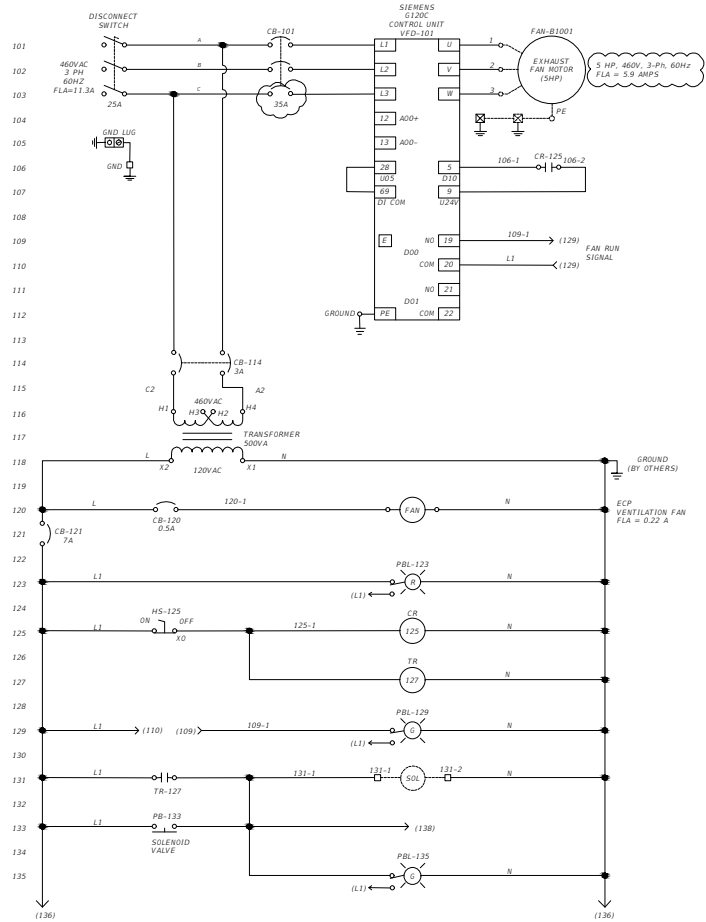 DISCONNECT
SWITCH
SIEMENS
G120C
CONTROL UNIT
VFD-101
CB-101
FAN-B1001
101
A
L1
U
1
102
460VAC
3 PH
60HZ
FLA=11.3A
B
L2
V
2
EXHAUST
FAN MOTOR
(5HP)
5 HP, 460V, 3-Ph, 60Hz
FLA = 5.9 AMPS
103
25A
C
35A
L3
W
3
PE
104
12
A00+
105
GND LUG
13
A00-
106
GND
28
U05
5
D10
106-1
CR-125
106-2
107
69
DI COM
9
U24V
108
109
E
NO
19
109-1
(129)
DO0
FAN RUN
SIGNAL
110
COM
20
L1
(129)
111
NO
21
DO1
112
GROUND
PE
COM
22
113
114
CB-114
3A
115
C2
A2
460VAC
116
H1
H3
H2
H4
117
TRANSFORMER
500VA
118
L
X2
120VAC
X1
N
GROUND
(BY OTHERS)
119
120
L
CB-120
0.5A
120-1
FAN
N
ECP
VENTILATION FAN
FLA = 0.22 A
121
CB-121
7A
122
PBL-123
123
L1
R
N
(L1)
124
HS-125
CR
125
L1
ON
OFF
XO
125-1
125
N
126
TR
127
127
N
128
PBL-129
129
L1
(110)
(109)
109-1
G
N
(L1)
130
131
L1
TR-127
131-1
131-1
SOL
131-2
N
132
PB-133
133
L1
(138)
SOLENOID
VALVE
134
PBL-135
135
G
N
(L1)
(136)
(136)